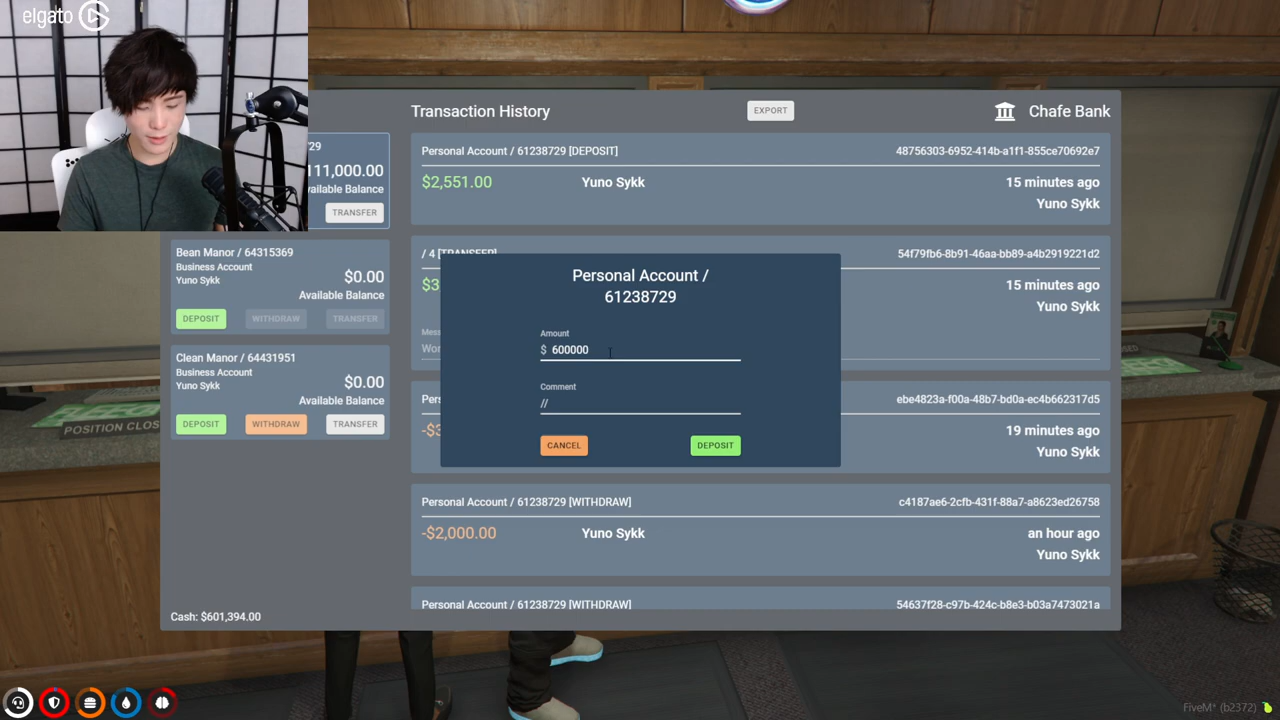 elgato
Transaction History
EXPORT
Chafe Bank
111,000.00
Available Balance
TRANSFER
Bean Manor / 64315369
Business Account
Yuno Sykk
$0.00
Available Balance
DEPOSIT
WITHDRAW
TRANSFER
Clean Manor / 64431951
Business Account
Yuno Sykk
$0.00
Available Balance
DEPOSIT
WITHDRAW
TRANSFER
Cash: $601,394.00
Personal Account / 61238729 [DEPOSIT]
48756303-6952-414b-a1f1-855ce70692e7
$2,551.00
Yuno Sykk
15 minutes ago
Yuno Sykk
/ 4 [TRANSFER]
54f79fb6-8b91-46aa-bb89-a4b2919221d2
15 minutes ago
Yuno Sykk
Personal Account /
61238729
Amount
$ 600000
Comment
//
CANCEL
DEPOSIT
ebe4823a-f00a-48b7-bd0a-ec4b662317d5
19 minutes ago
Yuno Sykk
Personal Account / 61238729 [WITHDRAW]
c4187ae6-2cfb-431f-88a7-a8623ed26758
-$2,000.00
Yuno Sykk
an hour ago
Yuno Sykk
Personal Account / 61238729 [WITHDRAW]
54637f28-c97b-424c-b8e3-b03a7473021a
POSITION CLOS
FiveM* (b2372)